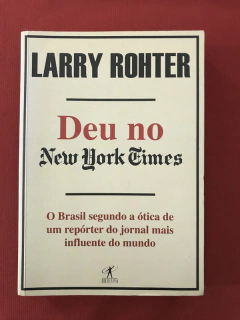 LARRY ROHTER
Deu no
New York Times
O Brasil segundo a ótica de
um repórter do jornal mais
influente do mundo